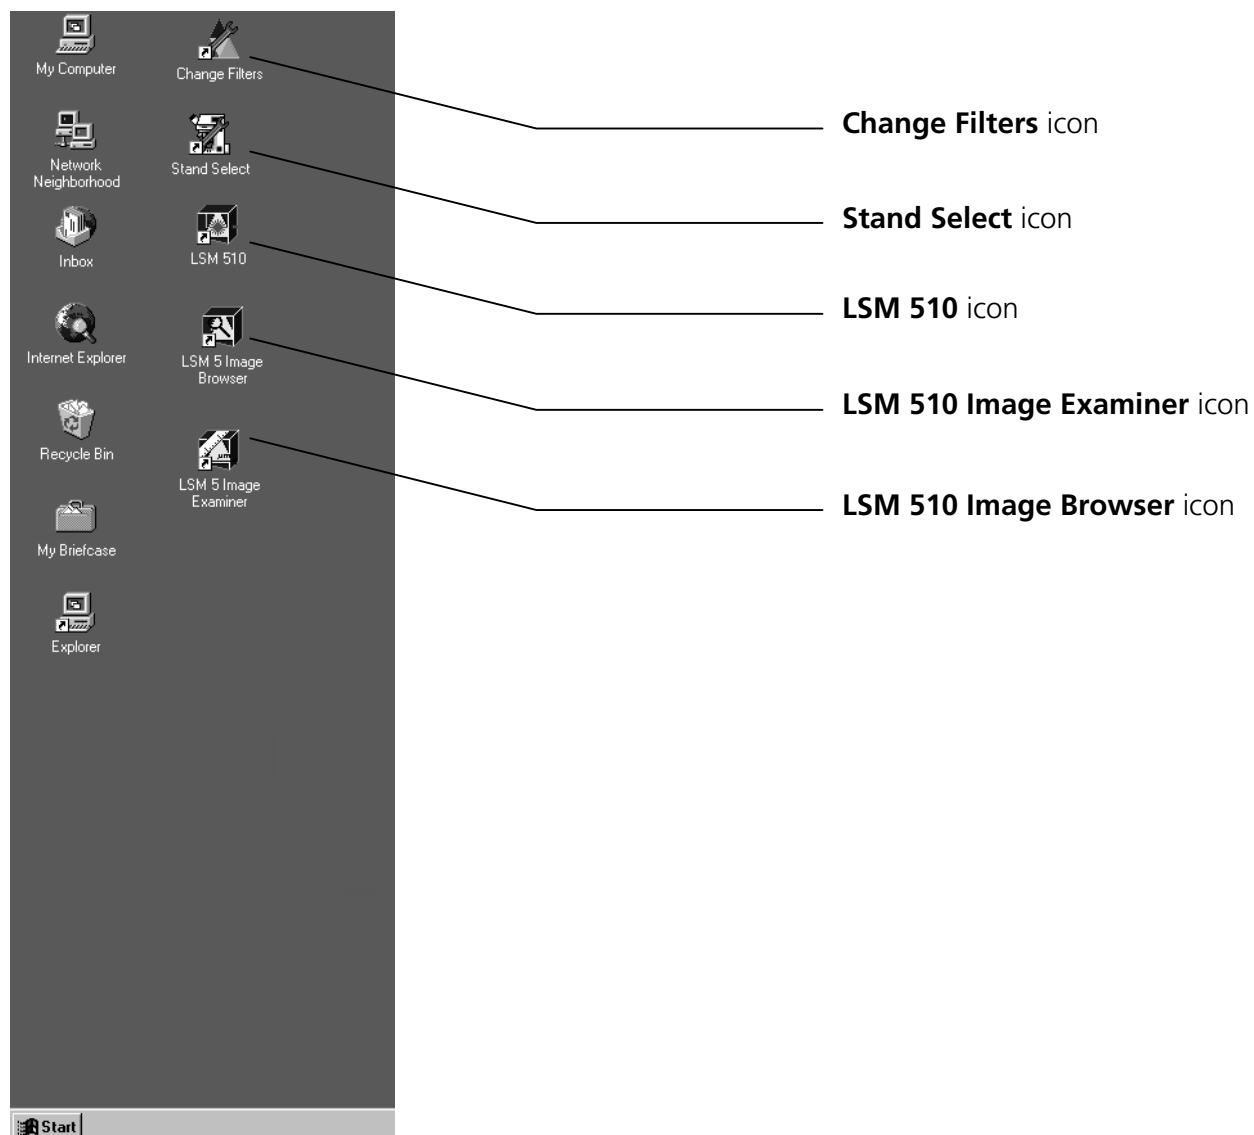 My Computer
Change Filters
Change Filters icon
Network
Neighborhood
Stand Select
Stand Select icon
Inbox
LSM 510
LSM 510 icon
Internet Explorer
LSM 5 Image
Browser
LSM 510 Image Examiner icon
Recycle Bin
µm
LSM 5 Image
Examiner
LSM 510 Image Browser icon
My Briefcase
Explorer
Start